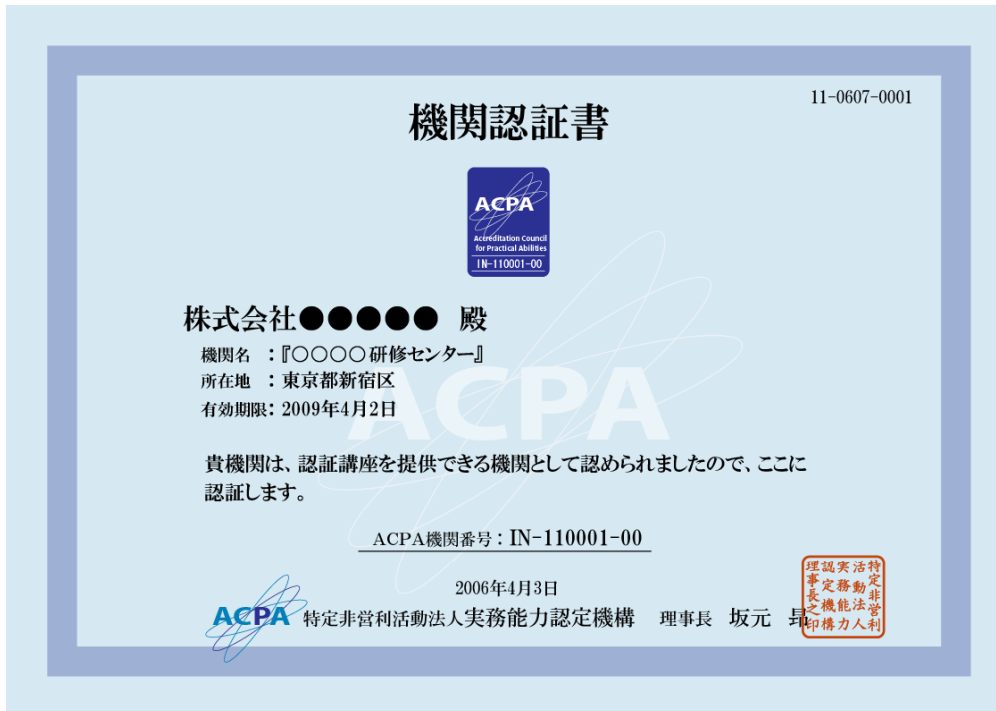 11-0607-0001
機関認証書
ACPA
Accreditation Council
for Practical Abilities
IN-110001-00
株式会社●●●●● 殿
機関名 ：『○○○○研修センター』
所在地 ：東京都新宿区
有効期限：2009年4月2日
ACPA
貴機関は、認証講座を提供できる機関として認められましたので、ここに
認証します。
ACPA機関番号：IN-110001-00
2006年4月3日
ACPA 特定非営利活動法人実務能力認定機構 理事長 坂元 昻
特定非営利
活動法人
実務能力
認定機構
理事長之印